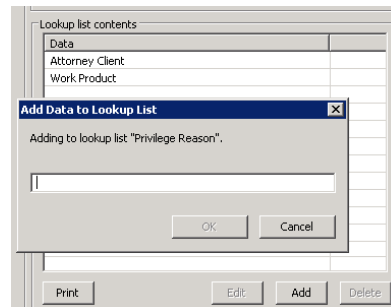 Lookup list contents
Data
Attorney Client
Work Product
Add Data to Lookup List
Adding to lookup list "Privilege Reason".
OK Cancel
Print Edit Add Delete